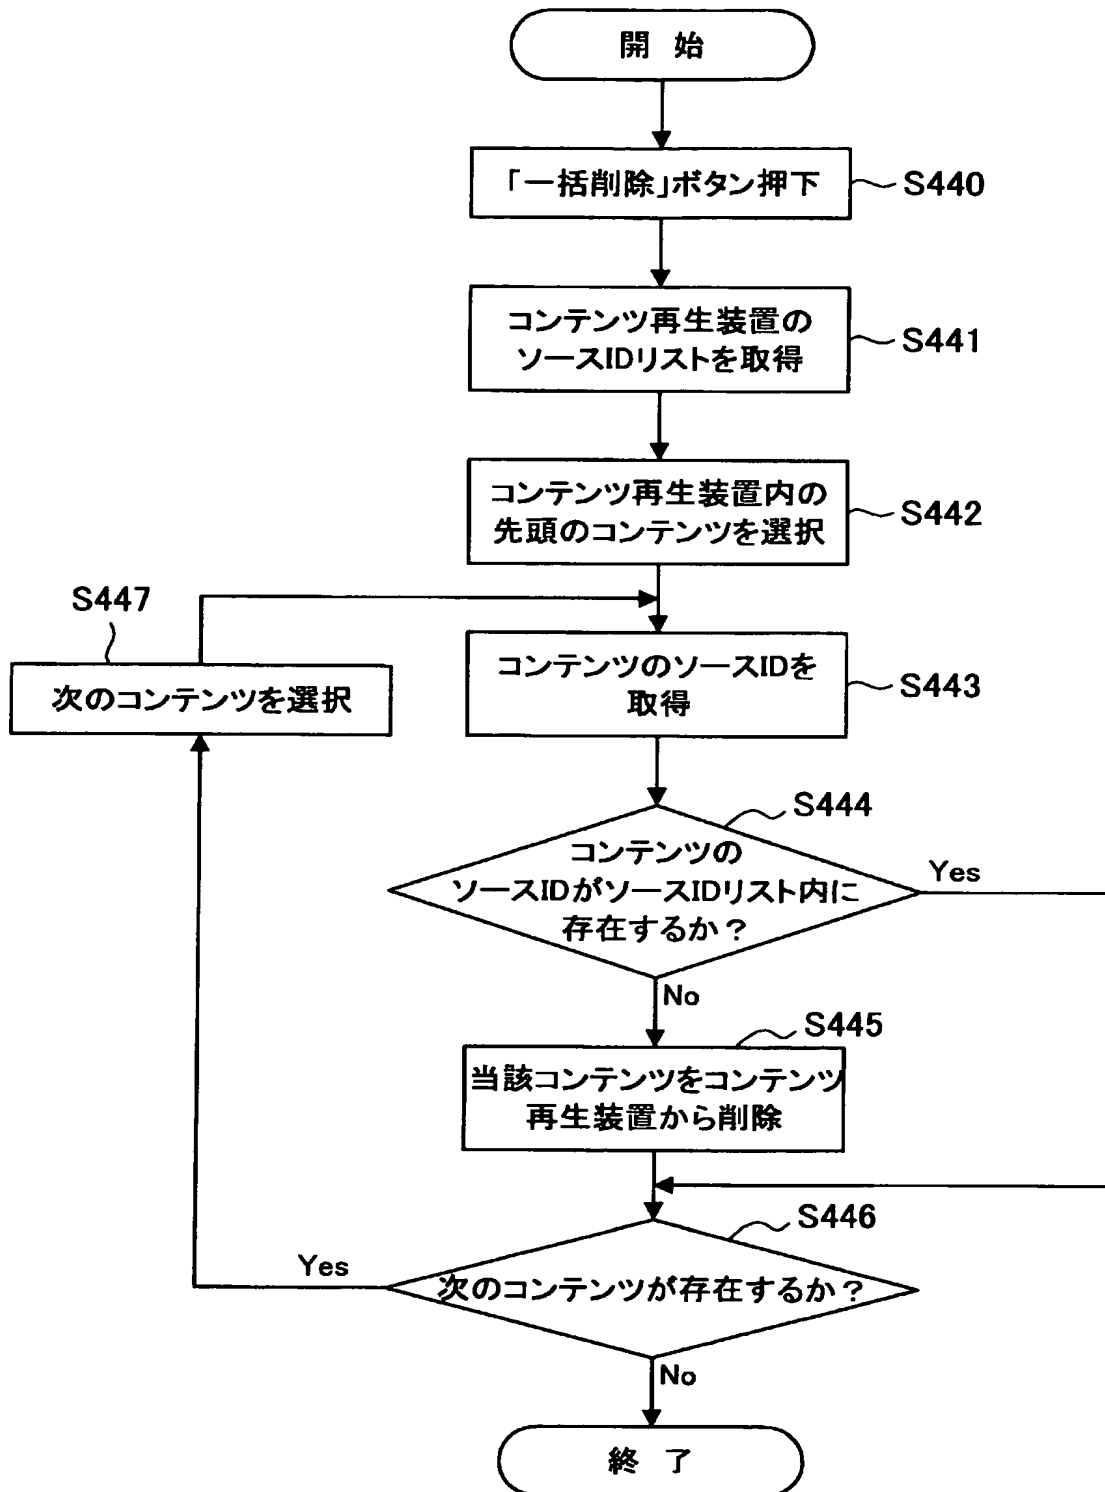 開 始
「一括削除」ボタン押下
S440
コンテンツ再生装置の
ソースIDリストを取得
S441
コンテンツ再生装置内の
先頭のコンテンツを選択
S442
S447
次のコンテンツを選択
コンテンツのソースIDを
取得
S443
S444
コンテンツの
ソースIDがソースIDリスト内に
存在するか？
Yes
No
S445
当該コンテンツをコンテンツ
再生装置から削除
S446
次のコンテンツが存在するか？
Yes
No
終 了